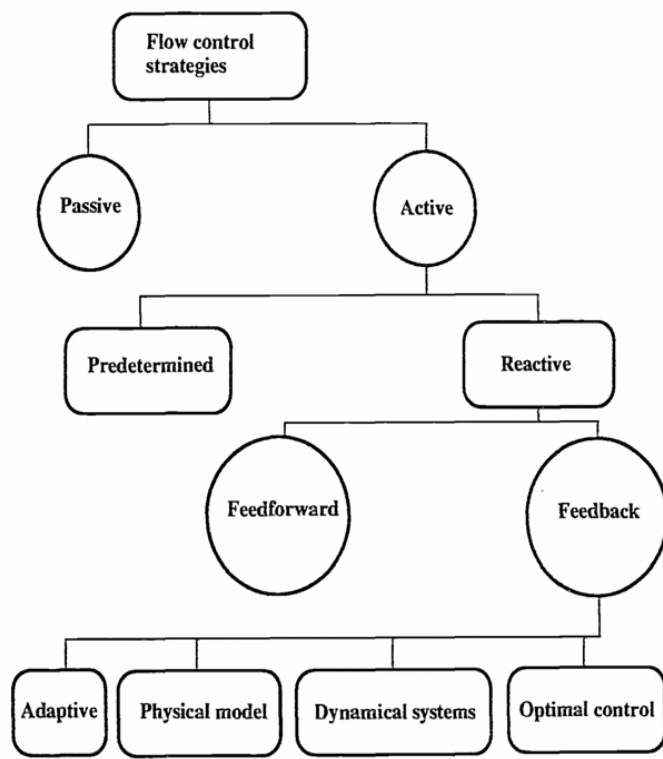 Flow control
strategies
Passive
Active
Predetermined
Reactive
Feedforward
Feedback
Adaptive
Physical model
Dynamical systems
Optimal control